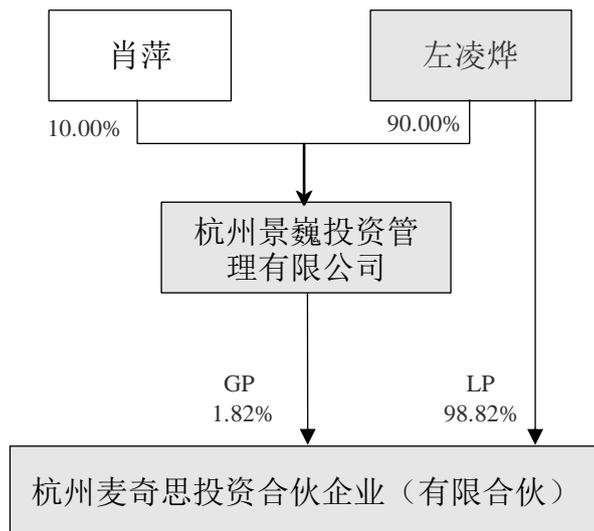 肖萍
左凌烨
10.00%
90.00%
杭州景巍投资管
理有限公司
GP
LP
1.82%
98.82%
杭州麦奇思投资合伙企业（有限合伙）